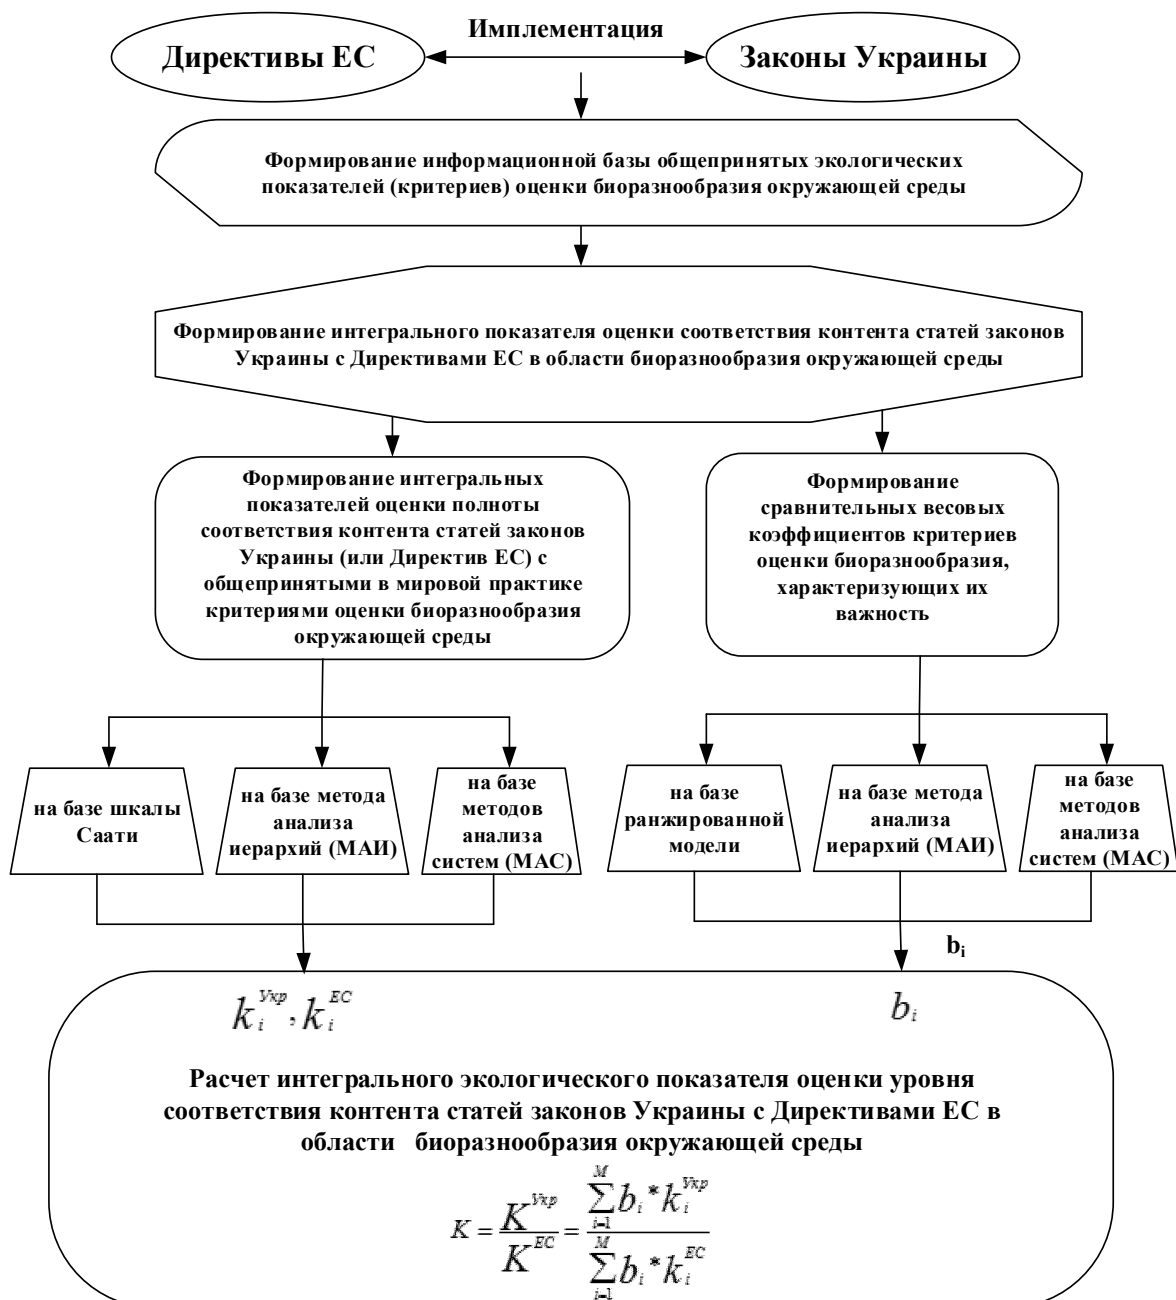 Имплементация
Директивы ЕС
Законы Украины
Формирование информационной базы общепринятых экологических
показателей (критериев) оценки биоразнообразия окружающей среды
Формирование интегрального показателя оценки соответствия контента статей законов
Украины с Директивами ЕС в области биоразнообразия окружающей среды
Формирование интегральных
показателей оценки полноты
соответствия контента статей законов
Украины (или Директив ЕС) с
общепринятыми в мировой практике
критериями оценки биоразнообразия
окружающей среды
Формирование
сравнительных весовых
коэффициентов критериев
оценки биоразнообразия,
характеризующих их
важность
на базе шкалы
Саати
на базе метода
анализа
иерархий (МАИ)
на базе
методов
анализа
систем (МАС)
на базе
ранжированной
модели
на базе метода
анализа
иерархий (МАИ)
на базе
методов
анализа
систем (МАС)
b_i
k_i^{Укр}, k_i^{ЕС}
b_i
Расчет интегрального экологического показателя оценки уровня
соответствия контента статей законов Украины с Директивами ЕС в
области биоразнообразия окружающей среды
K = \frac{K^{Укр}}{K^{ЕС}} = \frac{\sum_{i=1}^{M} b_i * k_i^{Укр}}{\sum_{i=1}^{M} b_i * k_i^{ЕС}}